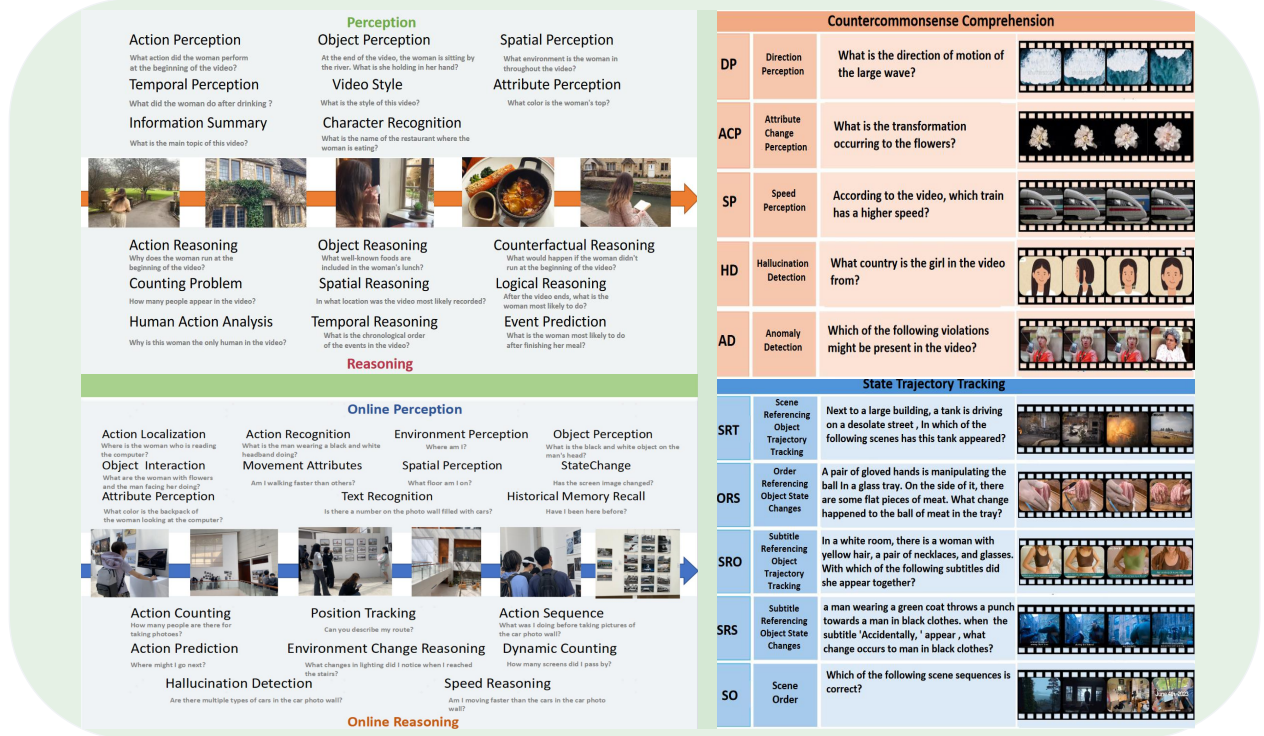 Perception
Action Perception
What action did the woman perform
at the beginning of the video?
Object Perception
At the end of the video, the woman is sitting by
the river. What is she holding in her hand?
Spatial Perception
What environment is the woman in
throughout the video?
Temporal Perception
What did the woman do after drinking ?
Video Style
What is the style of this video?
Attribute Perception
What color is the woman's top?
Information Summary
What is the main topic of this video?
Character Recognition
What is the name of the restaurant where the
woman is eating?
Action Reasoning
Why does the woman run at the
beginning of the video?
Object Reasoning
What well-known foods are
included in the woman's lunch?
Counterfactual Reasoning
What would happen if the woman didn't
run at the beginning of the video?
Counting Problem
How many people appear in the video?
Spatial Reasoning
In what location was the video most likely recorded?
Logical Reasoning
After the video ends, what is the
woman most likely to do?
Human Action Analysis
Why is this woman the only human in the video?
Temporal Reasoning
What is the chronological order
of the events in the video?
Event Prediction
What is the woman most likely to do
after finishing her meal?
Reasoning
Online Perception
Action Localization
Where is the woman who is reading
the computer?
Action Recognition
What is the man wearing a black and white
headband doing?
Environment Perception
Where am I?
Object Perception
What is the black and white object on the
man's head?
Object Interaction
What are the woman with flowers
and the man facing her doing?
Movement Attributes
Am I walking faster than others?
Spatial Perception
What floor am I on?
StateChange
Has the screen image changed?
Attribute Perception
What color is the backpack of
the woman looking at the computer?
Text Recognition
Is there a number on the photo wall filled with cars?
Historical Memory Recall
Have I been here before?
Action Counting
How many people are there for
taking photoes?
Position Tracking
Can you describe my route?
Action Sequence
What was I doing before taking pictures of
the car photo wall?
Action Prediction
Where might I go next?
Environment Change Reasoning
What changes in lighting did I notice when I reached
the stairs?
Dynamic Counting
How many screens did I pass by?
Hallucination Detection
Are there multiple types of cars in the car photo wall?
Speed Reasoning
Am I moving faster than the cars in the car photo
wall?
Online Reasoning
Countercommonsense Comprehension
DP
Direction
Perception
What is the direction of motion of
the large wave?
ACP
Attribute
Change
Perception
What is the transformation
occurring to the flowers?
SP
Speed
Perception
According to the video, which train
has a higher speed?
HD
Hallucination
Detection
What country is the girl in the video
from?
AD
Anomaly
Detection
Which of the following violations
might be present in the video?
State Trajectory Tracking
SRT
Scene
Referencing
Object
Trajectory
Tracking
Next to a large building, a tank is driving
on a desolate street , In which of the
following scenes has this tank appeared?
ORS
Order
Referencing
Object State
Changes
A pair of gloved hands is manipulating the
ball In a glass tray. On the side of it, there
are some flat pieces of meat. What change
happened to the ball of meat in the tray?
SRO
Subtitle
Referencing
Object
Trajectory
Tracking
In a white room, there is a woman with
yellow hair, a pair of necklaces, and glasses.
With which of the following subtitles did
she appear together?
SRS
Subtitle
Referencing
Object State
Changes
a man wearing a green coat throws a punch
towards a man in black clothes. when the
subtitle 'Accidentally, ' appear , what
change occurs to man in black clothes?
SO
Scene
Order
Which of the following scene sequences is
correct?